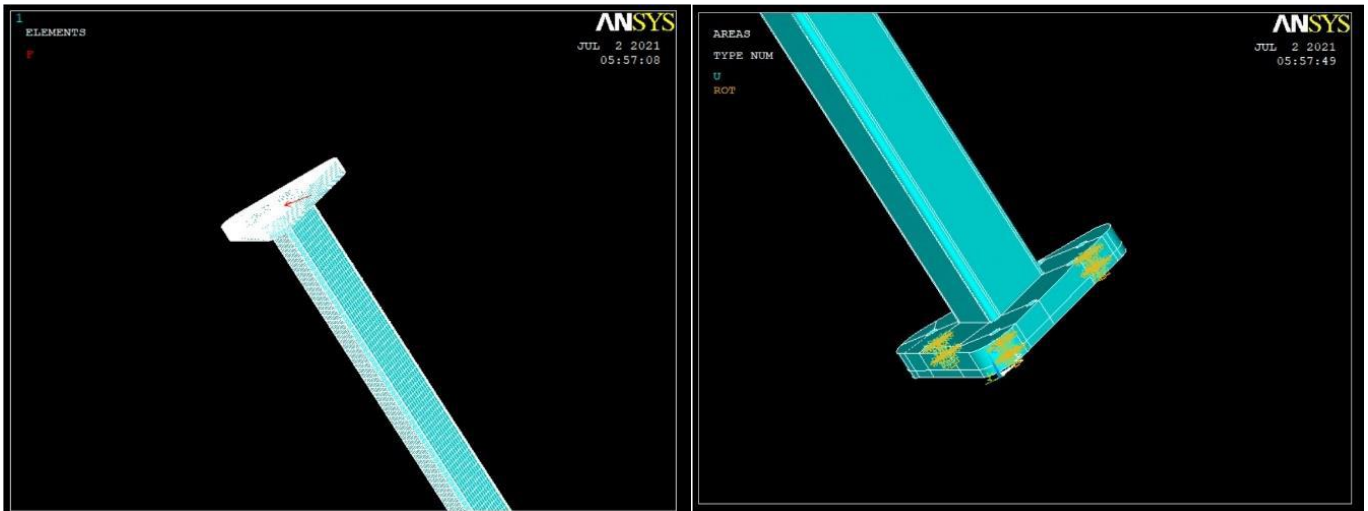 1
ELEMENTS
F
ANSYS
JUL 2 2021
05:57:08
AREAS
TYPE NUM
U
ROT
ANSYS
JUL 2 2021
05:57:49